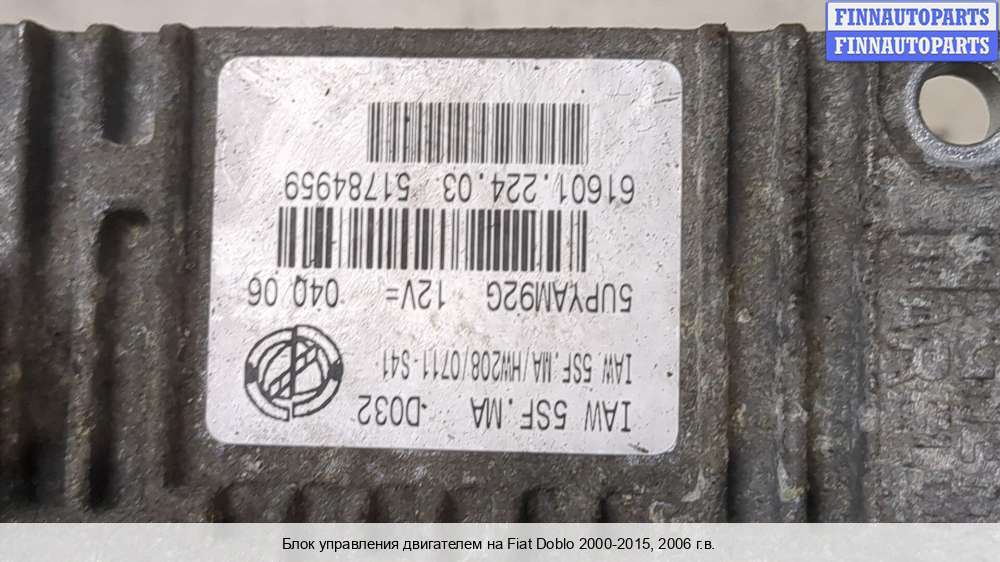 FINNAUTOPARTS
FINNAUTOPARTS
IAW 5SF.MA -D032
IAW 5SF.MA/HW208/0711-S41
5UPYAM92G 12V= 04Q 06
61601.224.03 51784959
Блок управления двигателем на Fiat Doblo 2000-2015, 2006 г.в.